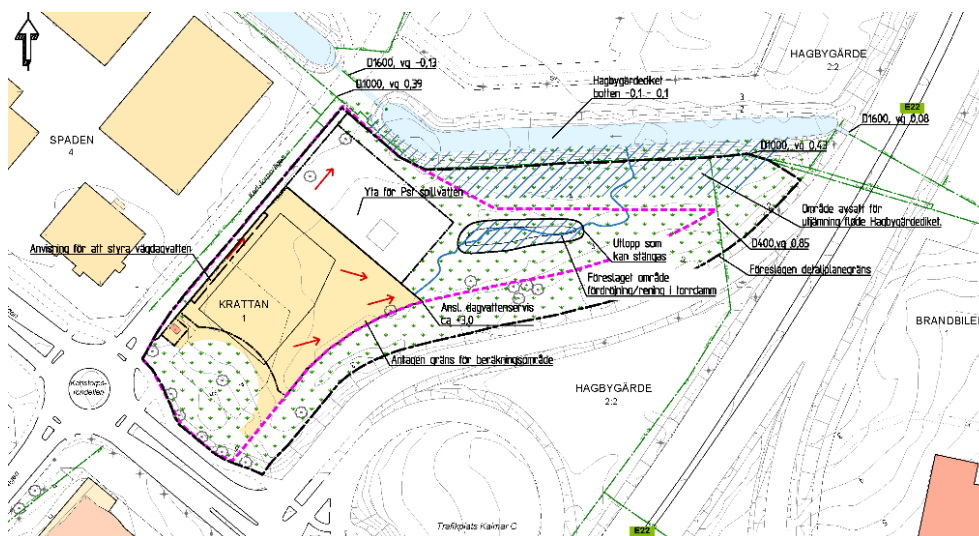 D1600, vg -0,13
D1000, vg 0,39
Hagbygärdediket
botten -0,1 - 0,1
HAGBYGÄRDE
2:2
E22
D1600, vg 0,08
D1000, vg 0,43
SPADEN
4
Yta för Pst spillvatten
Område avsatt för
utjämning flöde Hagbygärdediket.
Anvisning för att styra vägdagvatten
Utlopp som
kan stängas
D400,vg 0,85
Föreslagen detaljplanegräns
Föreslaget område
fördröjning/rening i torrdamm
KRATTAN
1
Ansl. dagvattenservis
ca +3,0
BRANDBILEN
Antagen gräns för beräkningsområde
HAGBYGÄRDE
2:2
Trafikplats Kalmar C
E22